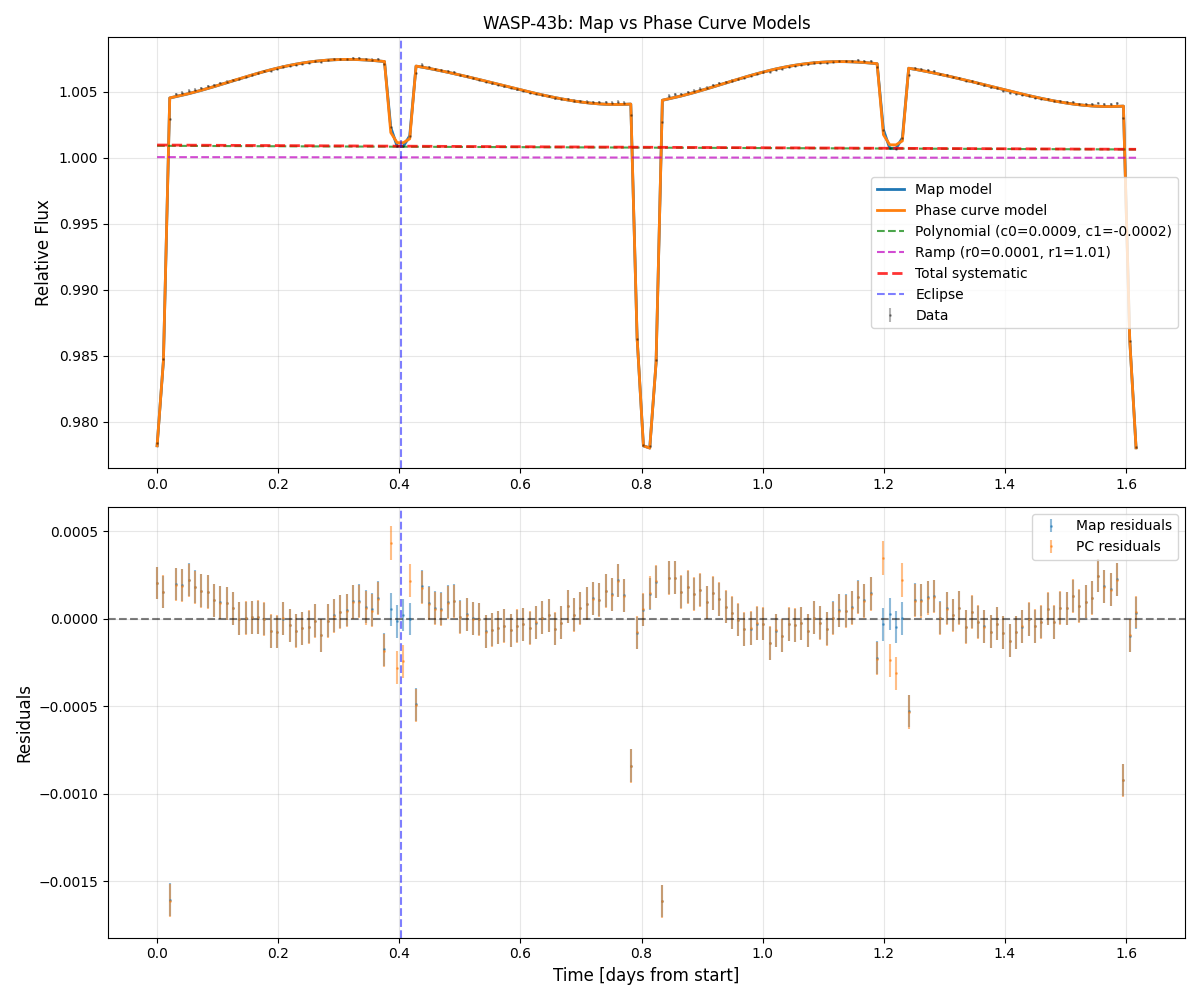 WASP-43b: Map vs Phase Curve Models
Relative Flux
1.005
1.000
0.995
0.990
0.985
0.980
Map model
Phase curve model
Polynomial (c0=0.0009, c1=-0.0002)
Ramp (r0=0.0001, r1=1.01)
Total systematic
Eclipse
Data
0.0 0.2 0.4 0.6 0.8 1.0 1.2 1.4 1.6
Residuals
0.0005
0.0000
−0.0005
−0.0010
−0.0015
Map residuals
PC residuals
0.0 0.2 0.4 0.6 0.8 1.0 1.2 1.4 1.6
Time [days from start]